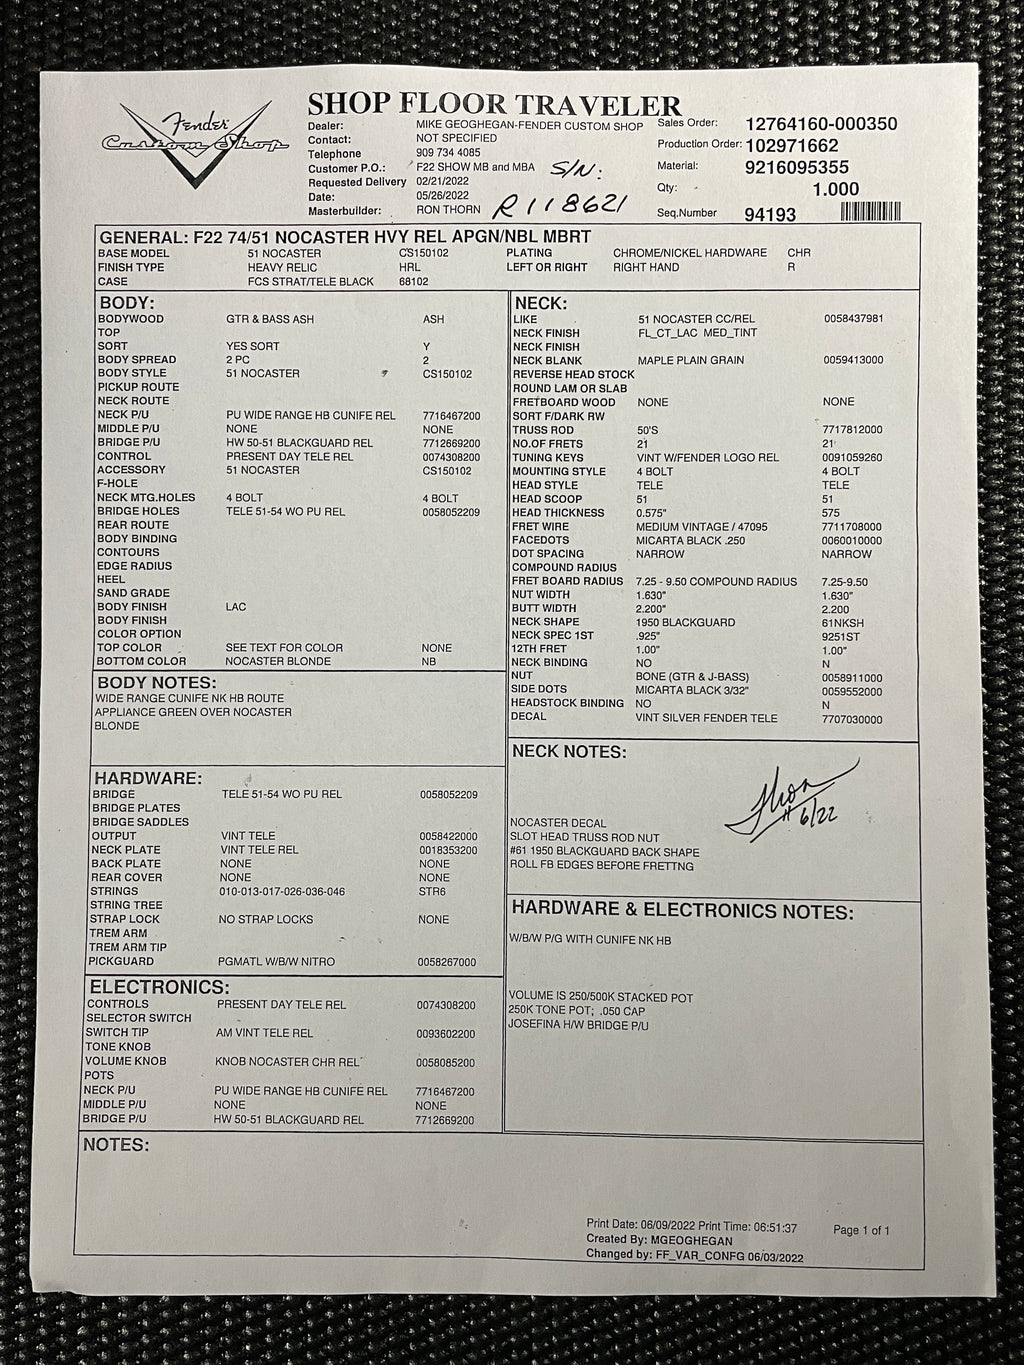 Fender
Custom Shop
SHOP FLOOR TRAVELER
Dealer: MIKE GEOGHEGAN-FENDER CUSTOM SHOP
Contact: NOT SPECIFIED
Telephone 909 734 4085
Customer P.O.: F22 SHOW MB and MBA S/N:
Requested Delivery 02/21/2022
Date: 05/26/2022
Masterbuilder: RON THORN R118621
Sales Order: 12764160-000350
Production Order: 102971662
Material: 9216095355
Qty: 1.000
Seq.Number 94193
GENERAL: F22 74/51 NOCASTER HVY REL APGN/NBL MBRT
BASE MODEL 51 NOCASTER CS150102 PLATING CHROME/NICKEL HARDWARE CHR
FINISH TYPE HEAVY RELIC HRL LEFT OR RIGHT RIGHT HAND R
CASE FCS STRAT/TELE BLACK 68102
BODY:
BODYWOOD GTR & BASS ASH ASH
TOP
SORT YES SORT Y
BODY SPREAD 2 PC 2
BODY STYLE 51 NOCASTER CS150102
PICKUP ROUTE
NECK ROUTE
NECK P/U PU WIDE RANGE HB CUNIFE REL 7716467200
MIDDLE P/U NONE NONE
BRIDGE P/U HW 50-51 BLACKGUARD REL 7712669200
CONTROL PRESENT DAY TELE REL 0074308200
ACCESSORY 51 NOCASTER CS150102
F-HOLE
NECK MTG.HOLES 4 BOLT 4 BOLT
BRIDGE HOLES TELE 51-54 WO PU REL 0058052209
REAR ROUTE
BODY BINDING
CONTOURS
EDGE RADIUS
HEEL
SAND GRADE
BODY FINISH LAC
BODY FINISH
COLOR OPTION
TOP COLOR SEE TEXT FOR COLOR NONE
BOTTOM COLOR NOCASTER BLONDE NB
BODY NOTES:
WIDE RANGE CUNIFE NK HB ROUTE
APPLIANCE GREEN OVER NOCASTER
BLONDE
HARDWARE:
BRIDGE TELE 51-54 WO PU REL 0058052209
BRIDGE PLATES
BRIDGE SADDLES
OUTPUT VINT TELE 0058422000
NECK PLATE VINT TELE REL 0018353200
BACK PLATE NONE NONE
REAR COVER NONE NONE
STRINGS 010-013-017-026-036-046 STR6
STRING TREE
STRAP LOCK NO STRAP LOCKS NONE
TREM ARM
TREM ARM TIP
PICKGUARD PGMATL W/B/W NITRO 0058267000
ELECTRONICS:
CONTROLS PRESENT DAY TELE REL 0074308200
SELECTOR SWITCH
SWITCH TIP AM VINT TELE REL 0093602200
TONE KNOB
VOLUME KNOB KNOB NOCASTER CHR REL 0058085200
POTS
NECK P/U PU WIDE RANGE HB CUNIFE REL 7716467200
MIDDLE P/U NONE NONE
BRIDGE P/U HW 50-51 BLACKGUARD REL 7712669200
NECK:
LIKE 51 NOCASTER CC/REL 0058437981
NECK FINISH FL_CT_LAC MED_TINT
NECK FINISH
NECK BLANK MAPLE PLAIN GRAIN 0059413000
REVERSE HEAD STOCK
ROUND LAM OR SLAB
FRETBOARD WOOD NONE NONE
SORT F/DARK RW
TRUSS ROD 50'S 7717812000
NO.OF FRETS 21 21
TUNING KEYS VINT W/FENDER LOGO REL 0091059260
MOUNTING STYLE 4 BOLT 4 BOLT
HEAD STYLE TELE TELE
HEAD SCOOP 51 51
HEAD THICKNESS 0.575" 575
FRET WIRE MEDIUM VINTAGE / 47095 7711708000
FACEDOTS MICARTA BLACK .250 0060010000
DOT SPACING NARROW NARROW
COMPOUND RADIUS
FRET BOARD RADIUS 7.25 - 9.50 COMPOUND RADIUS 7.25-9.50
NUT WIDTH 1.630" 1.630"
BUTT WIDTH 2.200" 2.200
NECK SHAPE 1950 BLACKGUARD 61NKSH
NECK SPEC 1ST .925" 9251ST
12TH FRET 1.00" 1.00"
NECK BINDING NO N
NUT BONE (GTR & J-BASS) 0058911000
SIDE DOTS MICARTA BLACK 3/32" 0059552000
HEADSTOCK BINDING NO N
DECAL VINT SILVER FENDER TELE 7707030000
NECK NOTES:
6/22
NOCASTER DECAL
SLOT HEAD TRUSS ROD NUT
#61 1950 BLACKGUARD BACK SHAPE
ROLL FB EDGES BEFORE FRETTNG
HARDWARE & ELECTRONICS NOTES:
W/B/W P/G WITH CUNIFE NK HB
VOLUME IS 250/500K STACKED POT
250K TONE POT; .050 CAP
JOSEFINA H/W BRIDGE P/U
NOTES:
Print Date: 06/09/2022 Print Time: 06:51:37 Page 1 of 1
Created By: MGEOGHEGAN
Changed by: FF_VAR_CONFG 06/03/2022